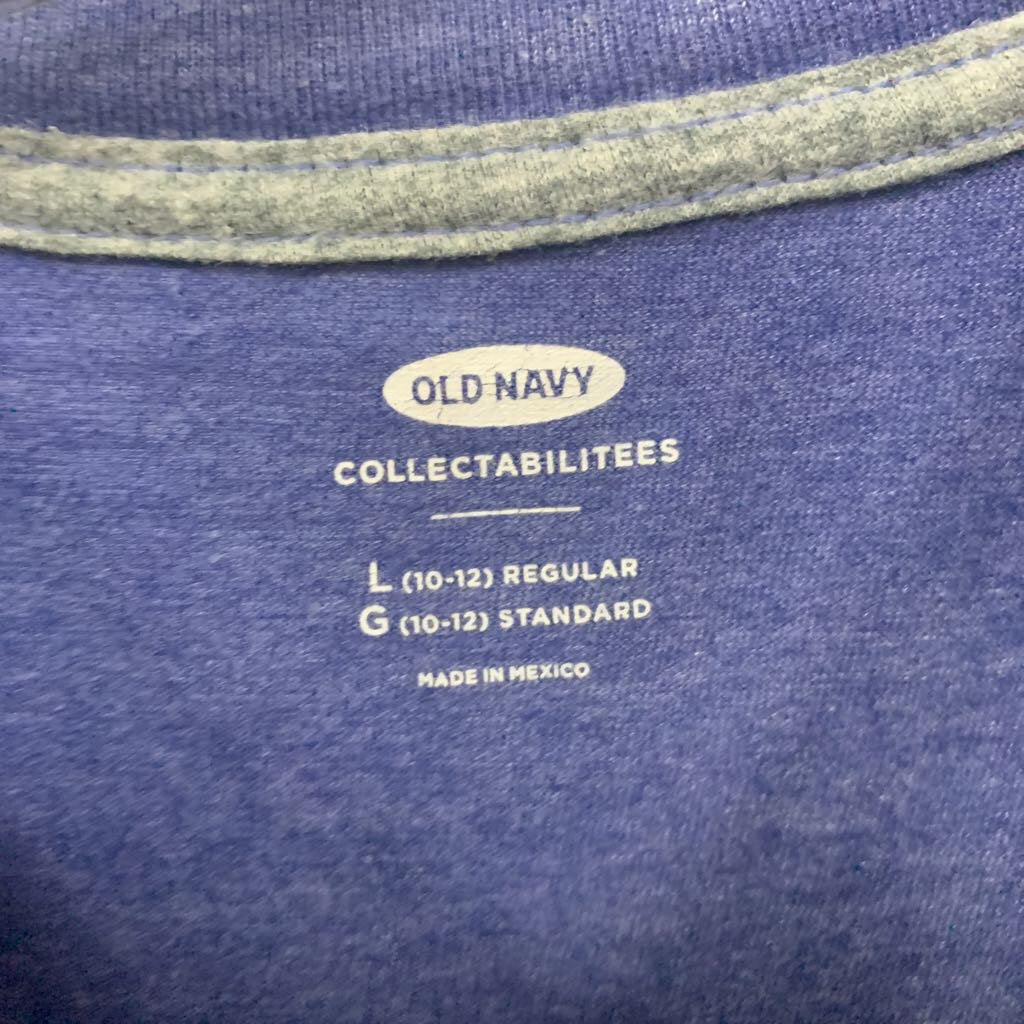 OLD NAVY
COLLECTABILITEES
L (10-12) REGULAR
G (10-12) STANDARD
MADE IN MEXICO